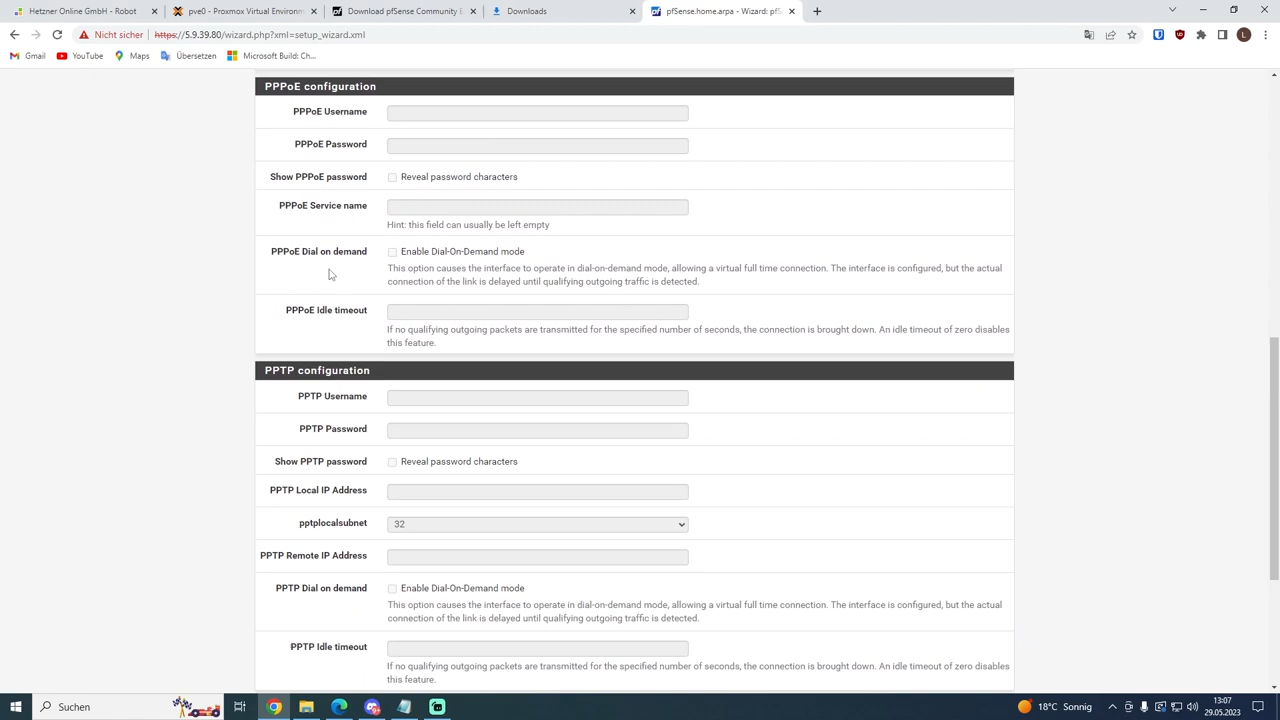 Hetzner Online GmbH - Robot
pve0 - Proxmox Virtual Environm
Download pfSense Community E
Downloads
pfSense.home.arpa - Wizard: pfS
Nicht sicher
https://5.9.39.80/wizard.php?xml=setup_wizard.xml
L
Gmail
YouTube
Maps
Übersetzen
Microsoft Build: Ch...
PPPoE configuration
PPPoE Username
PPPoE Password
Show PPPoE password
Reveal password characters
PPPoE Service name
Hint: this field can usually be left empty
PPPoE Dial on demand
Enable Dial-On-Demand mode
This option causes the interface to operate in dial-on-demand mode, allowing a virtual full time connection. The interface is configured, but the actual
connection of the link is delayed until qualifying outgoing traffic is detected.
PPPoE Idle timeout
If no qualifying outgoing packets are transmitted for the specified number of seconds, the connection is brought down. An idle timeout of zero disables
this feature.
PPTP configuration
PPTP Username
PPTP Password
Show PPTP password
Reveal password characters
PPTP Local IP Address
pptplocalsubnet
32
PPTP Remote IP Address
PPTP Dial on demand
Enable Dial-On-Demand mode
This option causes the interface to operate in dial-on-demand mode, allowing a virtual full time connection. The interface is configured, but the actual
connection of the link is delayed until qualifying outgoing traffic is detected.
PPTP Idle timeout
If no qualifying outgoing packets are transmitted for the specified number of seconds, the connection is brought down. An idle timeout of zero disables
this feature.
Suchen
18°C Sonnig
13:07
29.05.2023